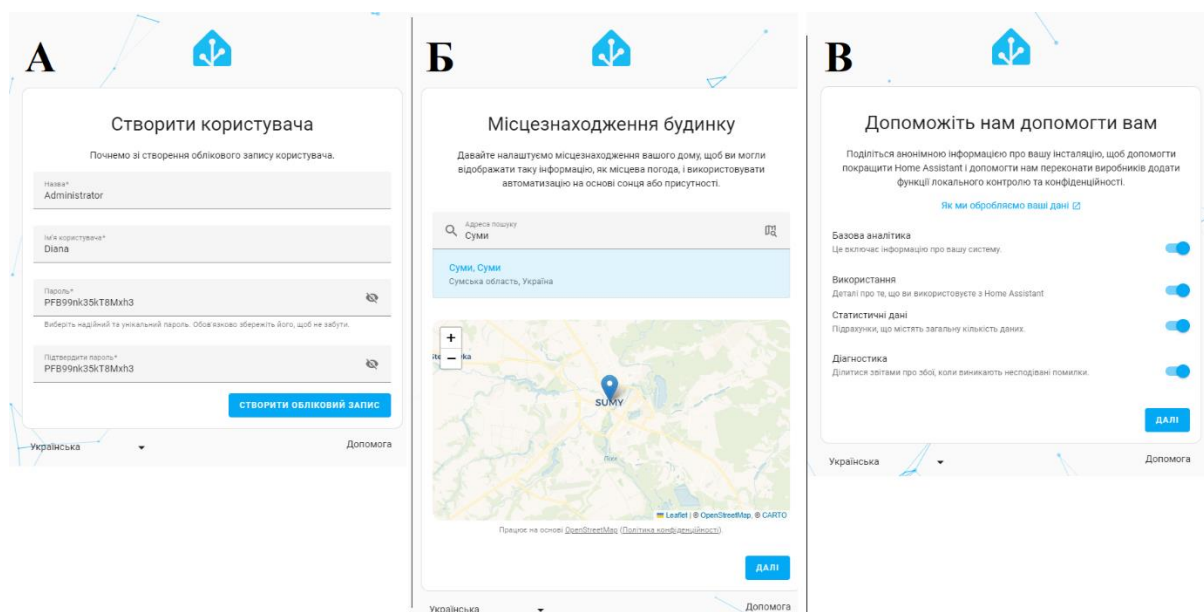 А
Створити користувача
Почнемо зі створення облікового запису користувача.
Назва*
Administrator
Ім'я користувача*
Diana
Пароль*
PFB99nk35kT8Mxh3
Виберіть надійний та унікальний пароль. Обов'язково збережіть його, щоб не забути.
Підтвердити пароль*
PFB99nk35kT8Mxh3
СТВОРИТИ ОБЛІКОВИЙ ЗАПИС
Українська
Допомога
Б
Місцезнаходження будинку
Давайте налаштуємо місцезнаходження вашого дому, щоб ви могли
відображати таку інформацію, як місцева погода, і використовувати
автоматизацію на основі сонця або присутності.
Адреса пошуку
Суми
Суми, Суми
Сумська область, Україна
+
−
SUMY
Leaflet | © OpenStreetMap, © CARTO
Працює на основі OpenStreetMap (Політика конфіденційності).
ДАЛІ
Українська
Допомога
В
Допоможіть нам допомогти вам
Поділіться анонімною інформацією про вашу інсталяцію, щоб допомогти
покращити Home Assistant і допомогти нам переконати виробників додати
функції локального контролю та конфіденційності.
Як ми обробляємо ваші дані
Базова аналітика
Це включає інформацію про вашу систему.
Використання
Деталі про те, що ви використовуєте з Home Assistant
Статистичні дані
Підрахунки, що містять загальну кількість даних.
Діагностика
Ділитися звітами про збої, коли виникають несподівані помилки.
ДАЛІ
Українська
Допомога